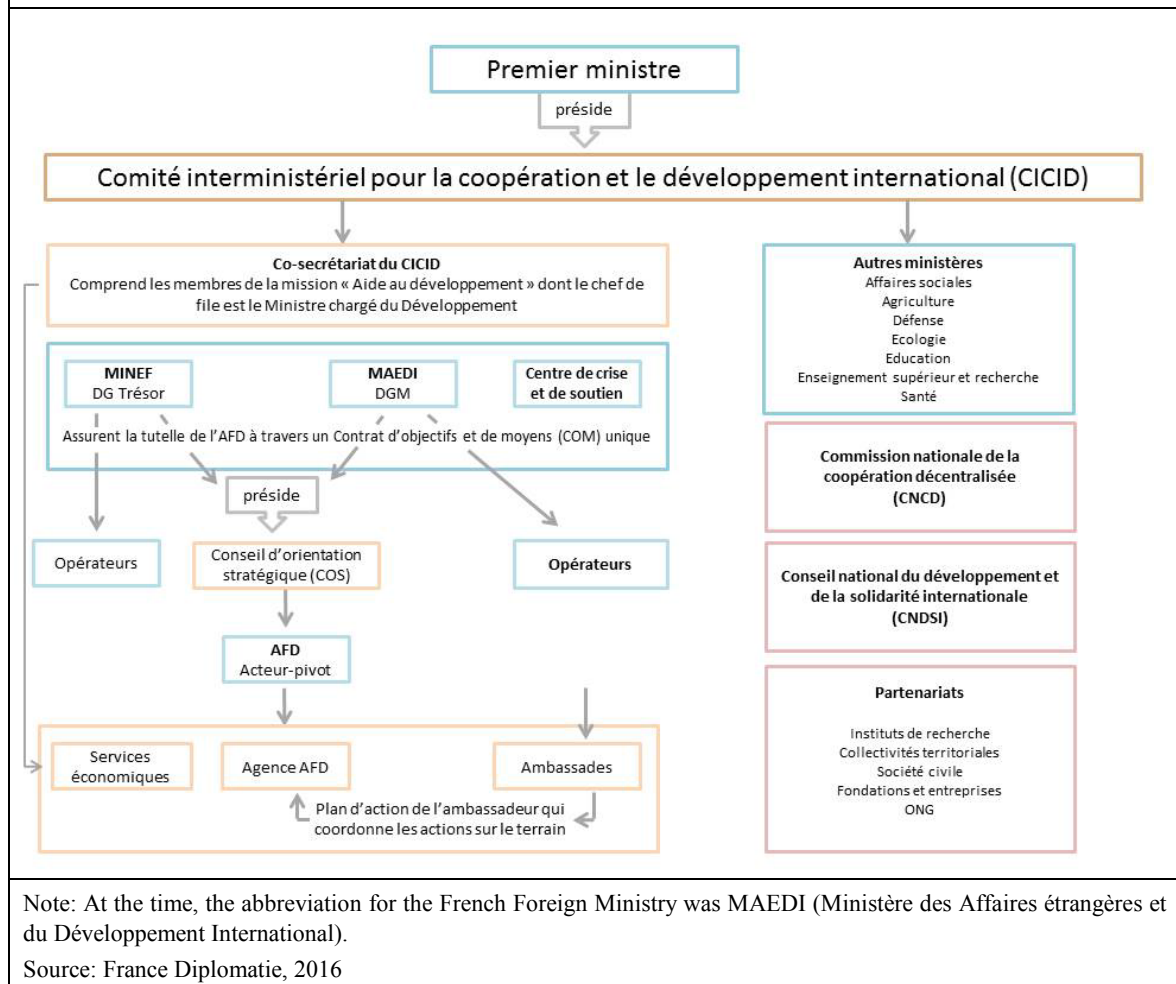 Premier ministre
préside
Comité interministériel pour la coopération et le développement international (CICID)
Co-secrétariat du CICID
Comprend les membres de la mission « Aide au développement » dont le chef de
file est le Ministre chargé du Développement
MINEF
DG Trésor
MAEDI
DGM
Centre de crise
et de soutien
Assurent la tutelle de l'AFD à travers un Contrat d'objectifs et de moyens (COM) unique
préside
Opérateurs
Conseil d'orientation
stratégique (COS)
Opérateurs
AFD
Acteur-pivot
Services
économiques
Agence AFD
Ambassades
Plan d'action de l'ambassadeur qui
coordonne les actions sur le terrain
Autres ministères
Affaires sociales
Agriculture
Défense
Ecologie
Education
Enseignement supérieur et recherche
Santé
Commission nationale de la
coopération décentralisée
(CNCD)
Conseil national du développement et
de la solidarité internationale
(CNDSI)
Partenariats
Instituts de recherche
Collectivités territoriales
Société civile
Fondations et entreprises
ONG
Note: At the time, the abbreviation for the French Foreign Ministry was MAEDI (Ministère des Affaires étrangères et
du Développement International).
Source: France Diplomatie, 2016